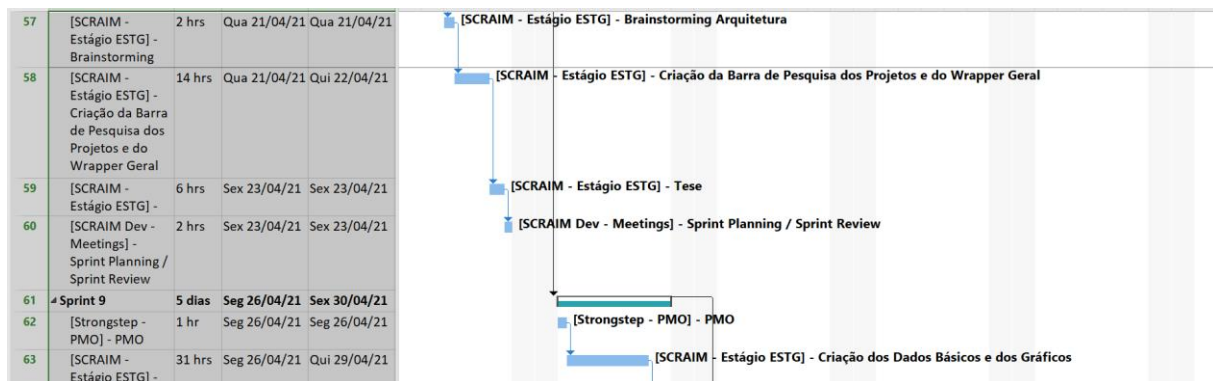 57 [SCRAIM - 2 hrs Qua 21/04/21 Qua 21/04/21 [SCRAIM - Estágio ESTG] - Brainstorming Arquitetura
Estágio ESTG] -
Brainstorming
58 [SCRAIM - 14 hrs Qua 21/04/21 Qui 22/04/21 [SCRAIM - Estágio ESTG] - Criação da Barra de Pesquisa dos Projetos e do Wrapper Geral
Estágio ESTG] -
Criação da Barra
de Pesquisa dos
Projetos e do
Wrapper Geral
59 [SCRAIM - 6 hrs Sex 23/04/21 Sex 23/04/21 [SCRAIM - Estágio ESTG] - Tese
Estágio ESTG] -
60 [SCRAIM Dev - 2 hrs Sex 23/04/21 Sex 23/04/21 [SCRAIM Dev - Meetings] - Sprint Planning / Sprint Review
Meetings] -
Sprint Planning /
Sprint Review
61 Sprint 9 5 dias Seg 26/04/21 Sex 30/04/21
62 [Strongstep - 1 hr Seg 26/04/21 Seg 26/04/21 [Strongstep - PMO] - PMO
PMO] - PMO
63 [SCRAIM - 31 hrs Seg 26/04/21 Qui 29/04/21 [SCRAIM - Estágio ESTG] - Criação dos Dados Básicos e dos Gráficos
Estágio ESTG] -